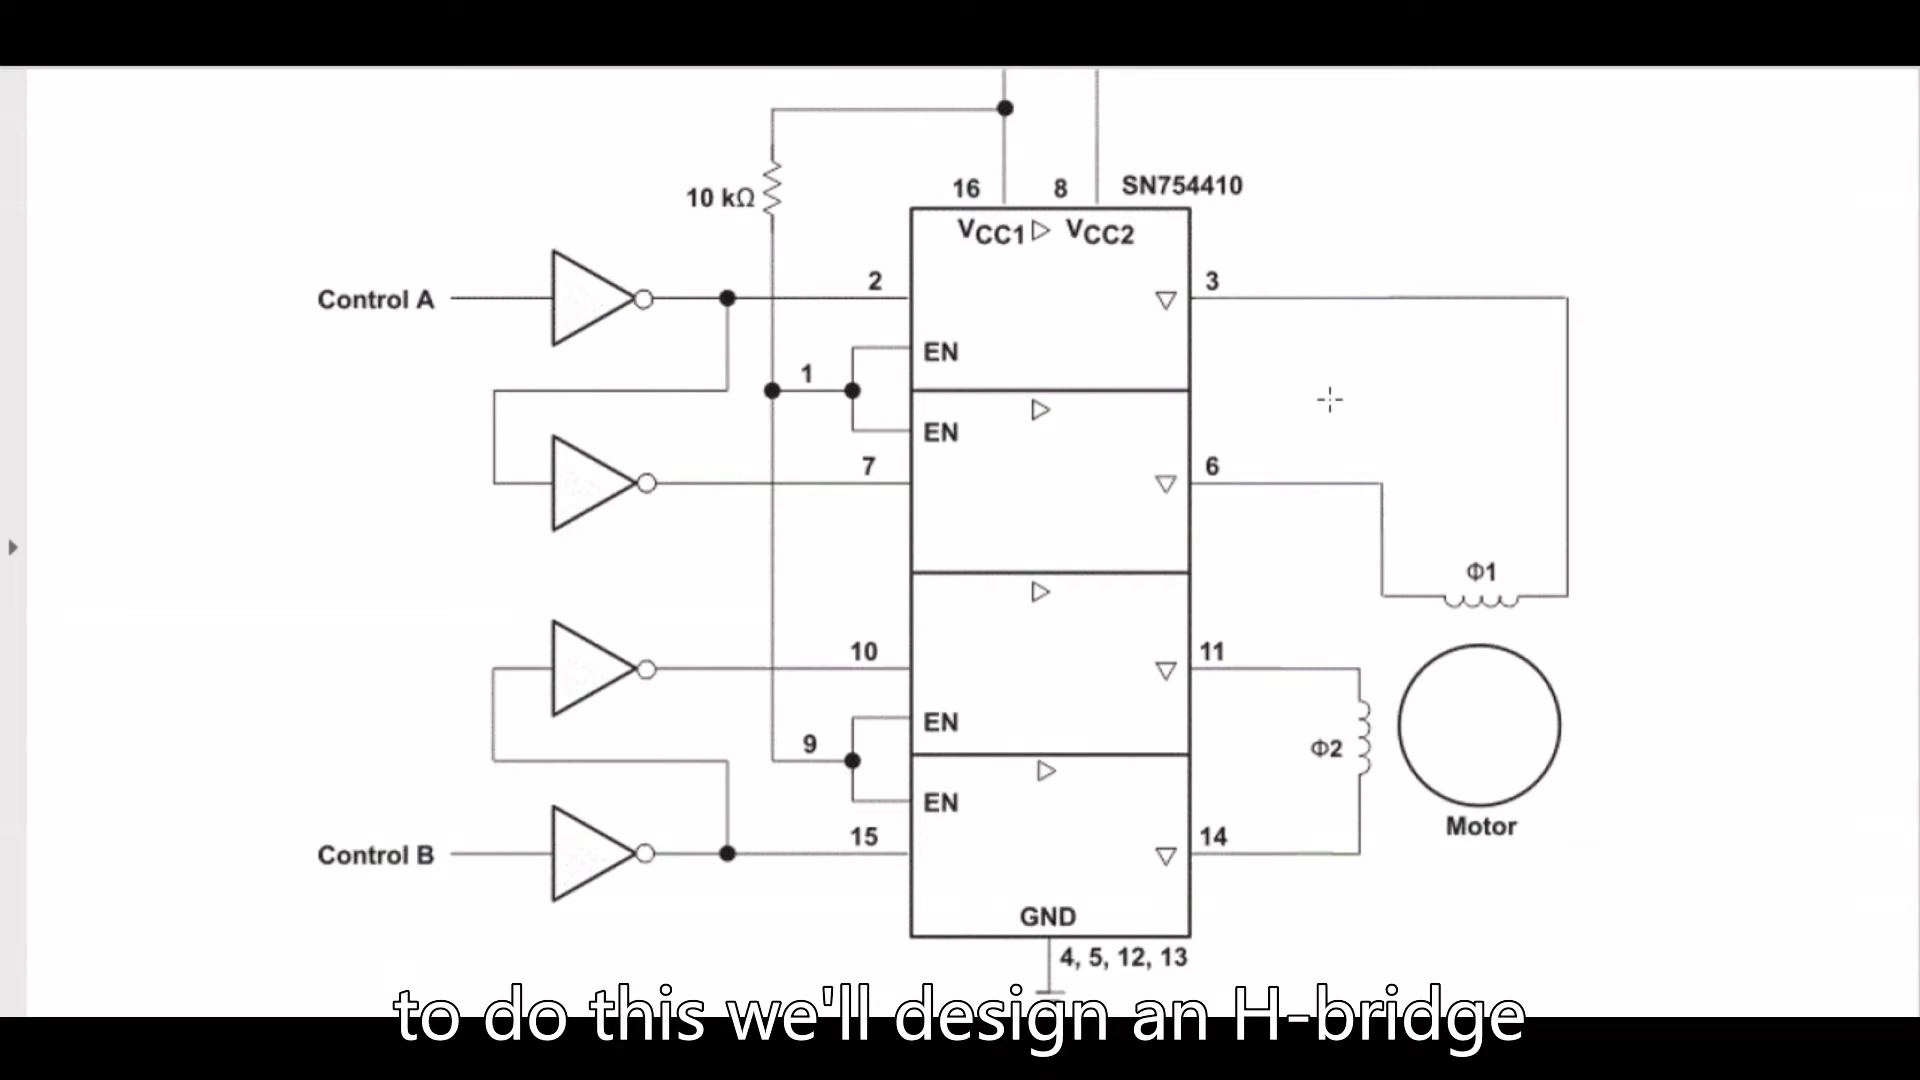 SN754410
16
8
10 kΩ
VCC1
VCC2
Control A
2
3
EN
1
EN
7
6
Φ1
10
11
EN
9
Φ2
EN
Motor
15
14
Control B
GND
4, 5, 12, 13
to do this we'll design an H-bridge